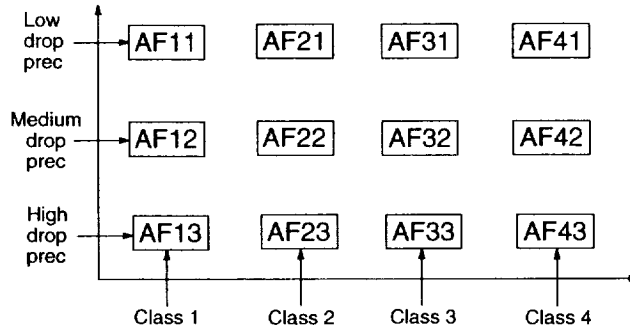 Low
drop
prec
AF11 AF21 AF31 AF41
Medium
drop
prec
AF12 AF22 AF32 AF42
High
drop
prec
AF13 AF23 AF33 AF43
Class 1 Class 2 Class 3 Class 4